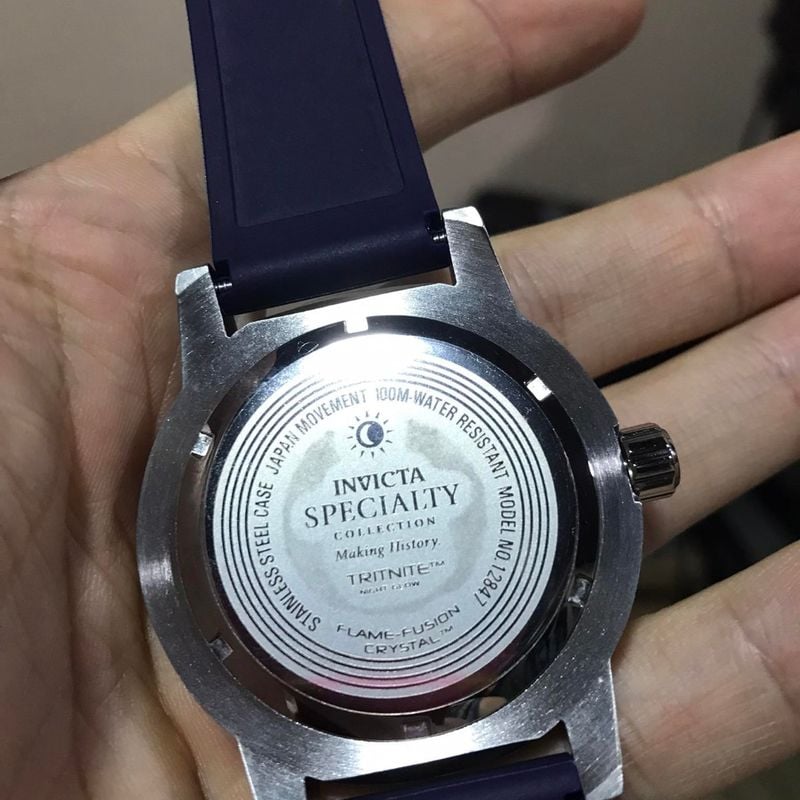 STAINLESS STEEL CASE JAPAN MOVEMENT 100M-WATER RESISTANT MODEL NO.12847
INVICTA
SPECIALTY
COLLECTION
Making History.
TRITNITE™
NIGHT GLOW
FLAME-FUSION
CRYSTAL™